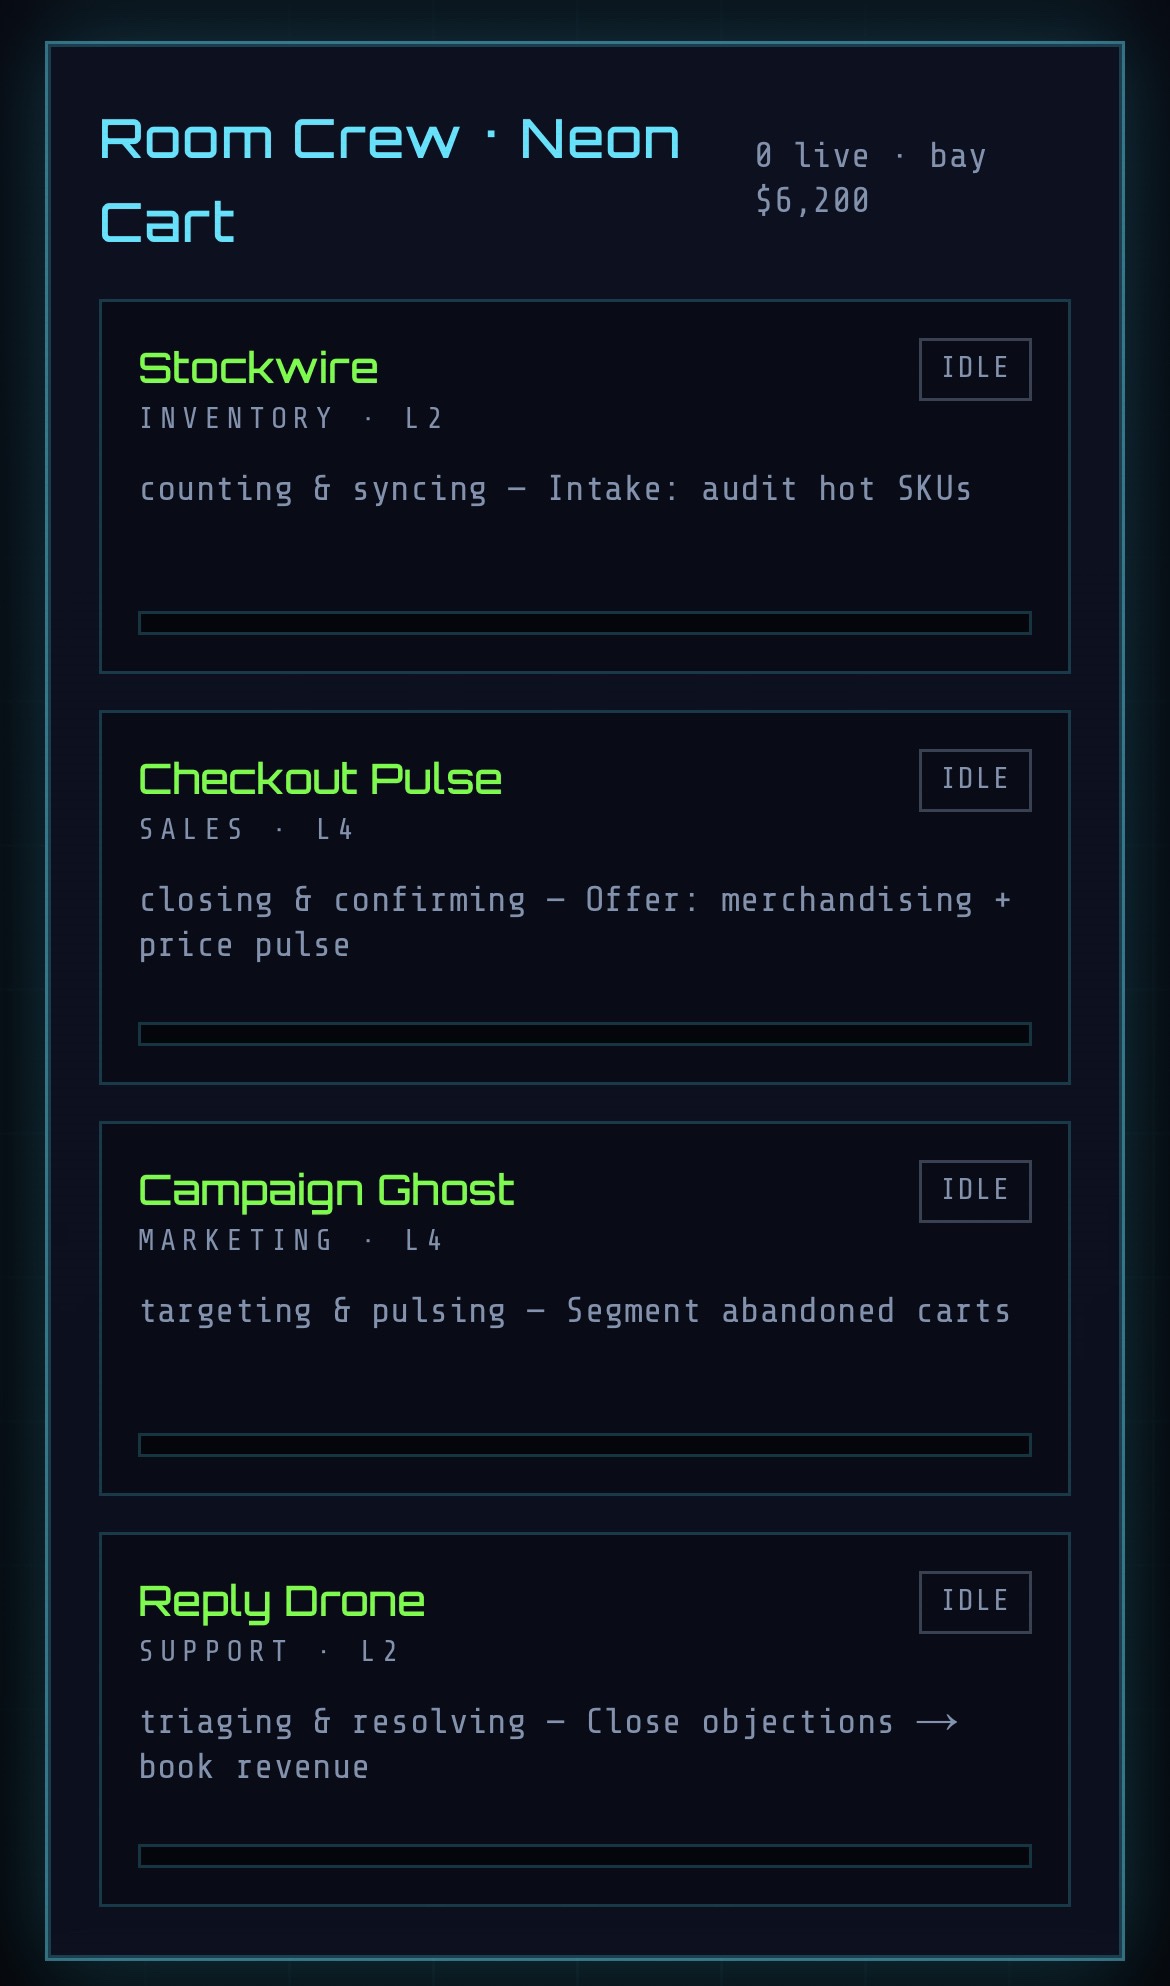 Room Crew · Neon
Cart
0 live · bay
$6,200
Stockwire
IDLE
INVENTORY · L2
counting & syncing — Intake: audit hot SKUs
Checkout Pulse
IDLE
SALES · L4
closing & confirming — Offer: merchandising +
price pulse
Campaign Ghost
IDLE
MARKETING · L4
targeting & pulsing — Segment abandoned carts
Reply Drone
IDLE
SUPPORT · L2
triaging & resolving — Close objections →
book revenue